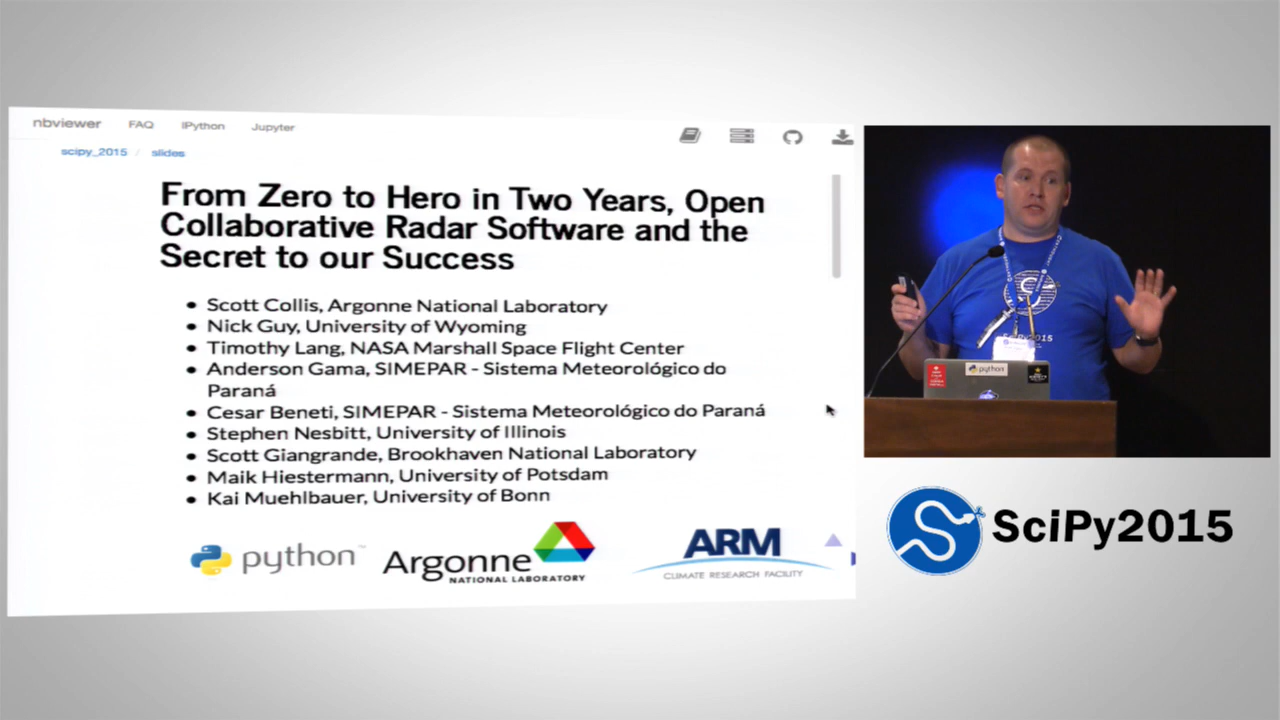 nbviewer FAQ IPython Jupyter
scipy_2015 / slides
From Zero to Hero in Two Years, Open
Collaborative Radar Software and the
Secret to our Success
• Scott Collis, Argonne National Laboratory
• Nick Guy, University of Wyoming
• Timothy Lang, NASA Marshall Space Flight Center
• Anderson Gama, SIMEPAR - Sistema Meteorológico do
Paraná
• Cesar Beneti, SIMEPAR - Sistema Meteorológico do Paraná
• Stephen Nesbitt, University of Illinois
• Scott Giangrande, Brookhaven National Laboratory
• Maik Hiestermann, University of Potsdam
• Kai Muehlbauer, University of Bonn
python™
Argonne
NATIONAL LABORATORY
ARM
CLIMATE RESEARCH FACILITY
SciPy2015
python
SciPy2015